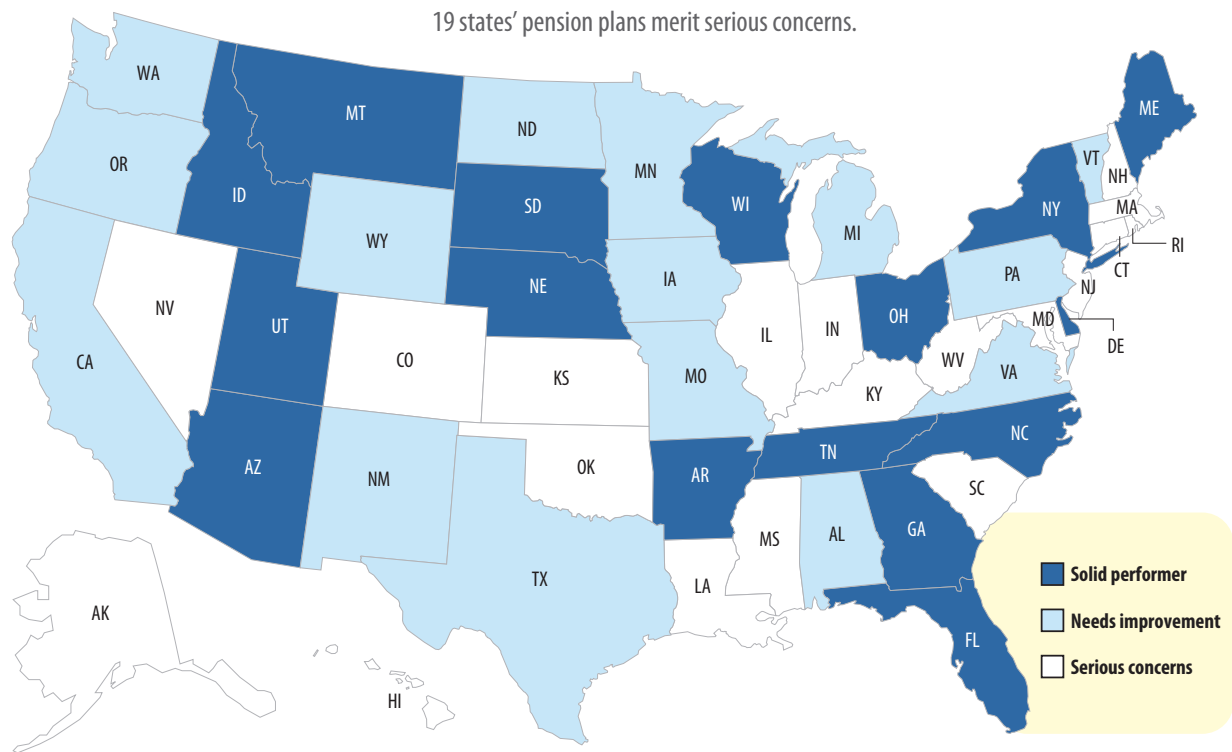 19 states’ pension plans merit serious concerns.
WA
MT
ME
ND
VT
OR
MN
NH
ID
SD
WI
NY
MA
WY
MI
RI
CT
IA
PA
NE
NJ
NV
OH
MD
UT
IL
IN
DE
CA
CO
WV
VA
KS
MO
KY
NC
AZ
TN
OK
NM
AR
SC
MS
AL
GA
TX
LA
Solid performer
AK
Needs improvement
FL
Serious concerns
HI